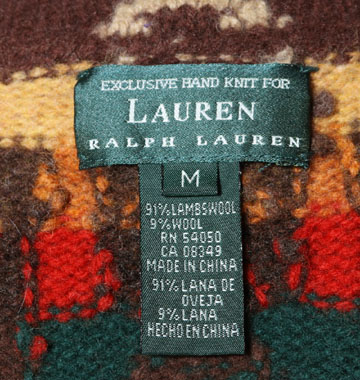 EXCLUSIVE HAND KNIT FOR
LAUREN
RALPH LAUREN
M
91% LAMBSWOOL
9% WOOL
RN 54050
CA 08349
MADE IN CHINA
91% LANA DE
OVEJA
9% LANA
HECHO EN CHINA